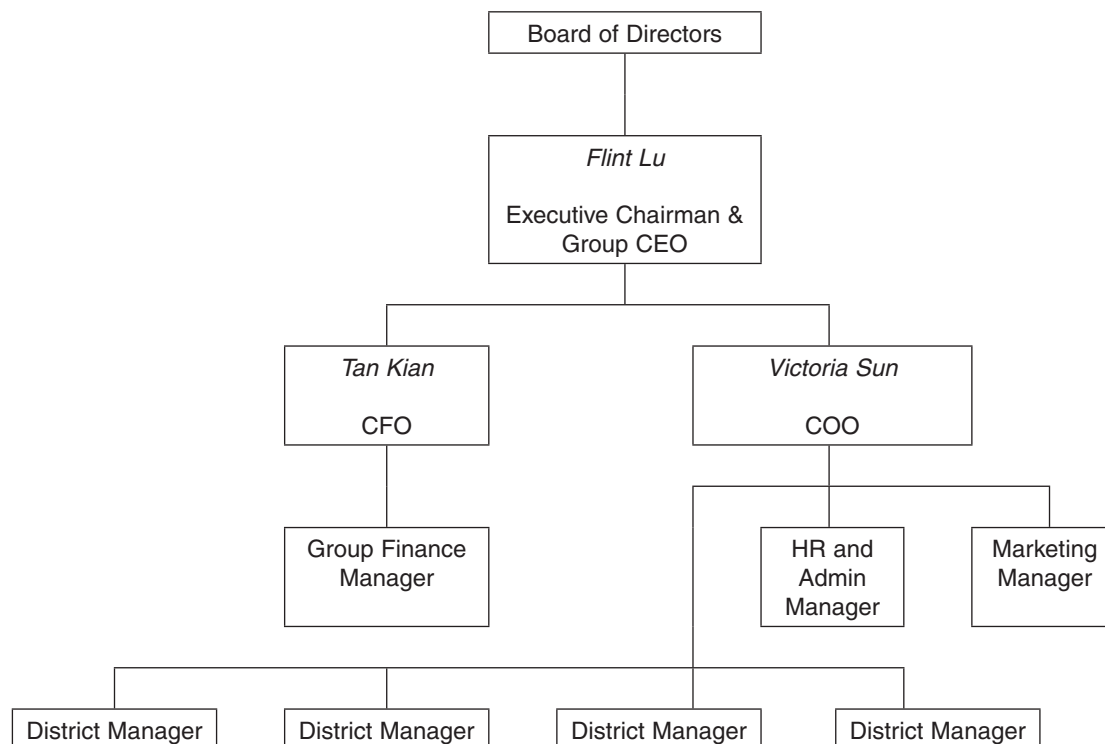 Board of Directors
Flint Lu
Executive Chairman &
Group CEO
Tan Kian
CFO
Victoria Sun
COO
Group Finance
Manager
HR and
Admin
Manager
Marketing
Manager
District Manager
District Manager
District Manager
District Manager